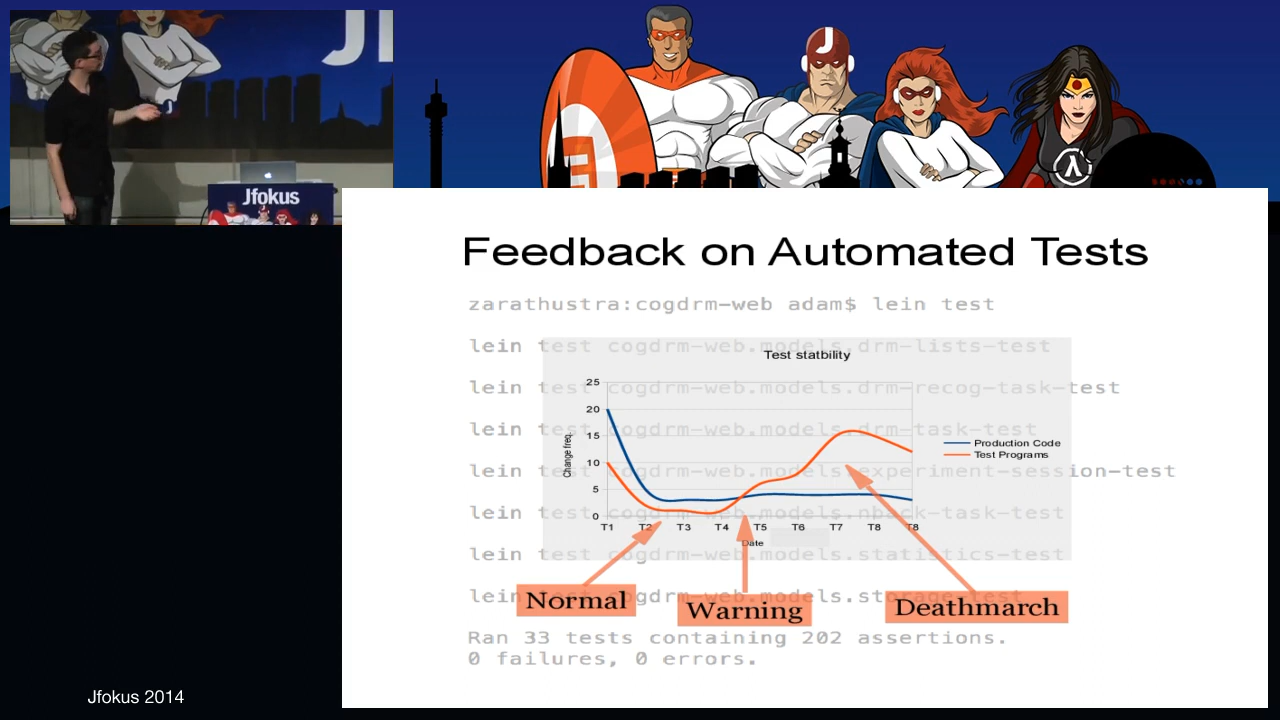 J
JF
J
Jfokus
Feedback on Automated Tests
zarathustra:cogdrm-web adam$ lein test
lein test cogdrm-web.models.drm-lists-test
Test statbility
lein test cogdrm-web.models.drm-recog-task-test
lein test cogdrm-web.models.drm-task-test
lein test cogdrm-web.models.experiment-session-test
lein test cogdrm-web.models.nback-task-test
lein test cogdrm-web.models.statistics-test
lein test cogdrm-web.models.storage-test
25
20
15
10
5
0
Change freq.
T1 T2 T3 T4 T5 T6 T7 T8 T8
Date
Production Code
Test Programs
Normal
Warning
Deathmarch
Ran 33 tests containing 202 assertions.
0 failures, 0 errors.
Jfokus 2014